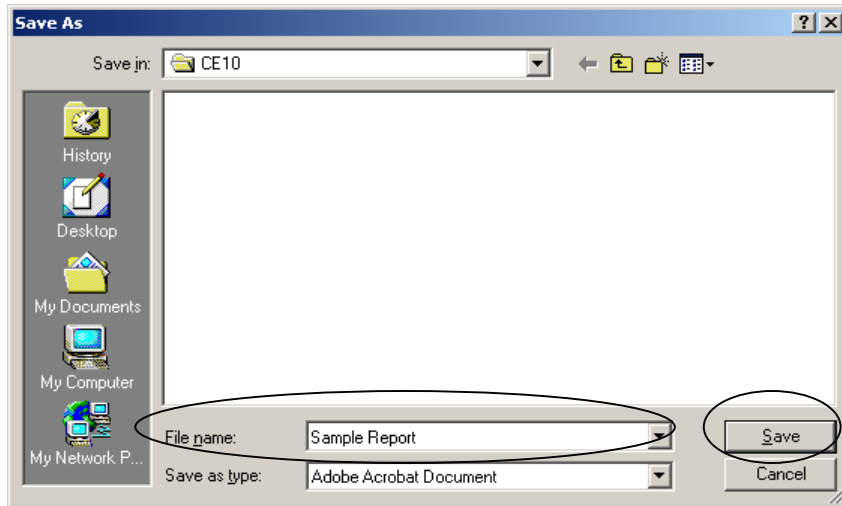 Save As
Save in: CE10
History
Desktop
My Documents
My Computer
My Network P...
File name: Sample Report Save
Save as type: Adobe Acrobat Document Cancel